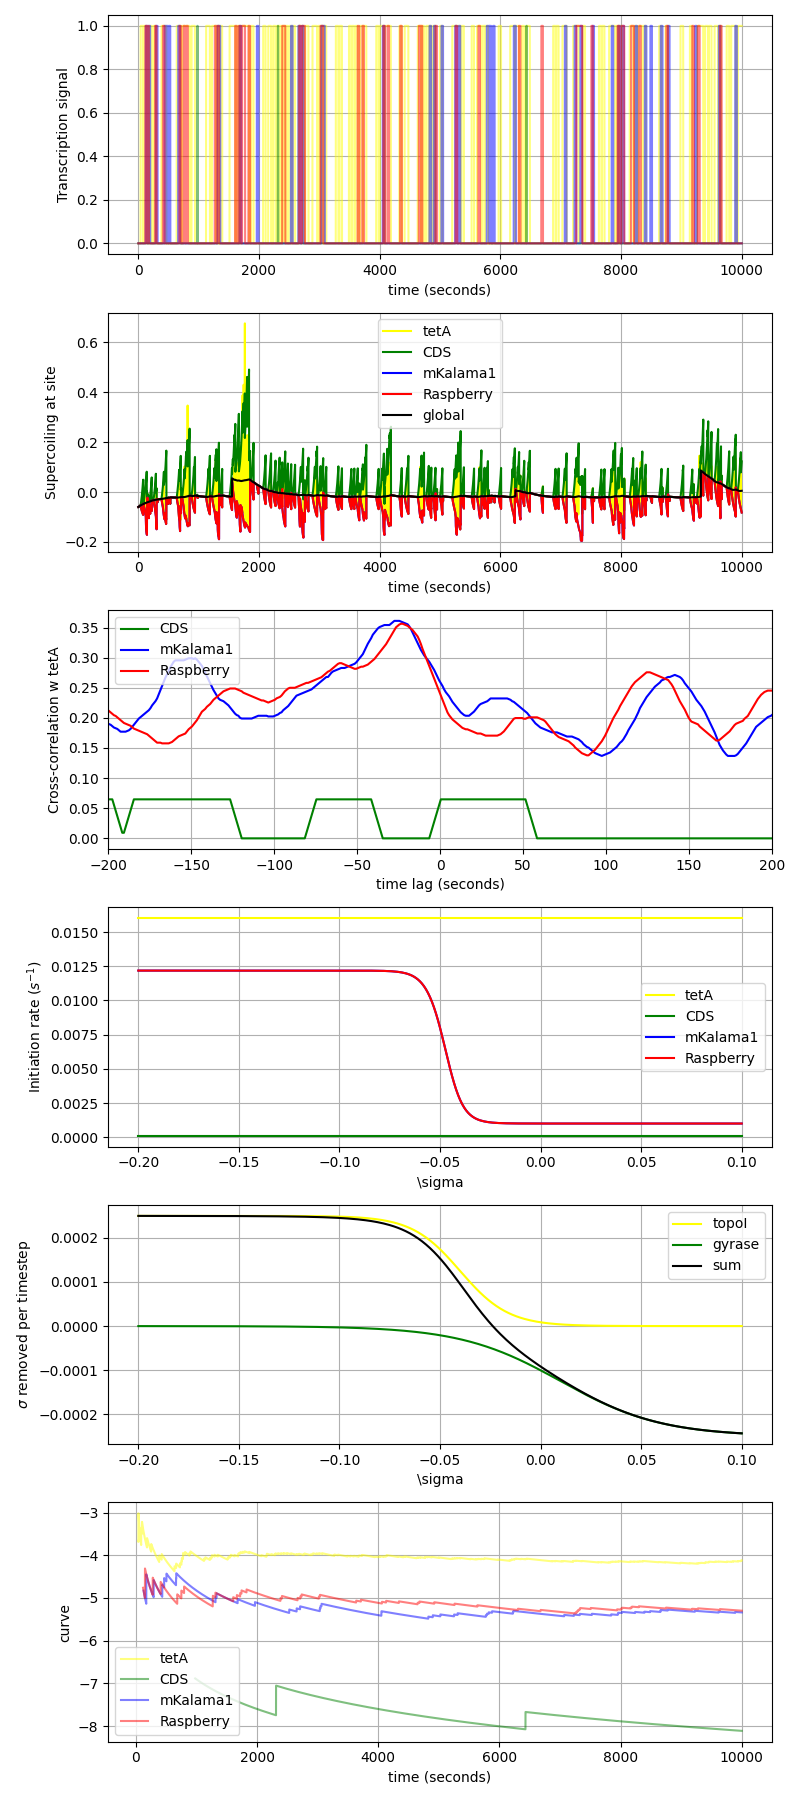 Transcription signal
1.0
0.8
0.6
0.4
0.2
0.0
0 2000 4000 6000 8000 10000
time (seconds)
Supercoiling at site
0.6
0.4
0.2
0.0
−0.2
tetA
CDS
mKalama1
Raspberry
global
0 2000 4000 6000 8000 10000
time (seconds)
Cross-correlation w tetA
0.35
0.30
0.25
0.20
0.15
0.10
0.05
0.00
CDS
mKalama1
Raspberry
−200 −150 −100 −50 0 50 100 150 200
time lag (seconds)
Initiation rate (s⁻¹)
0.0150
0.0125
0.0100
0.0075
0.0050
0.0025
0.0000
tetA
CDS
mKalama1
Raspberry
−0.20 −0.15 −0.10 −0.05 0.00 0.05 0.10
\sigma
σ removed per timestep
0.0002
0.0001
0.0000
−0.0001
−0.0002
topoI
gyrase
sum
−0.20 −0.15 −0.10 −0.05 0.00 0.05 0.10
\sigma
curve
−3
−4
−5
−6
−7
−8
tetA
CDS
mKalama1
Raspberry
0 2000 4000 6000 8000 10000
time (seconds)